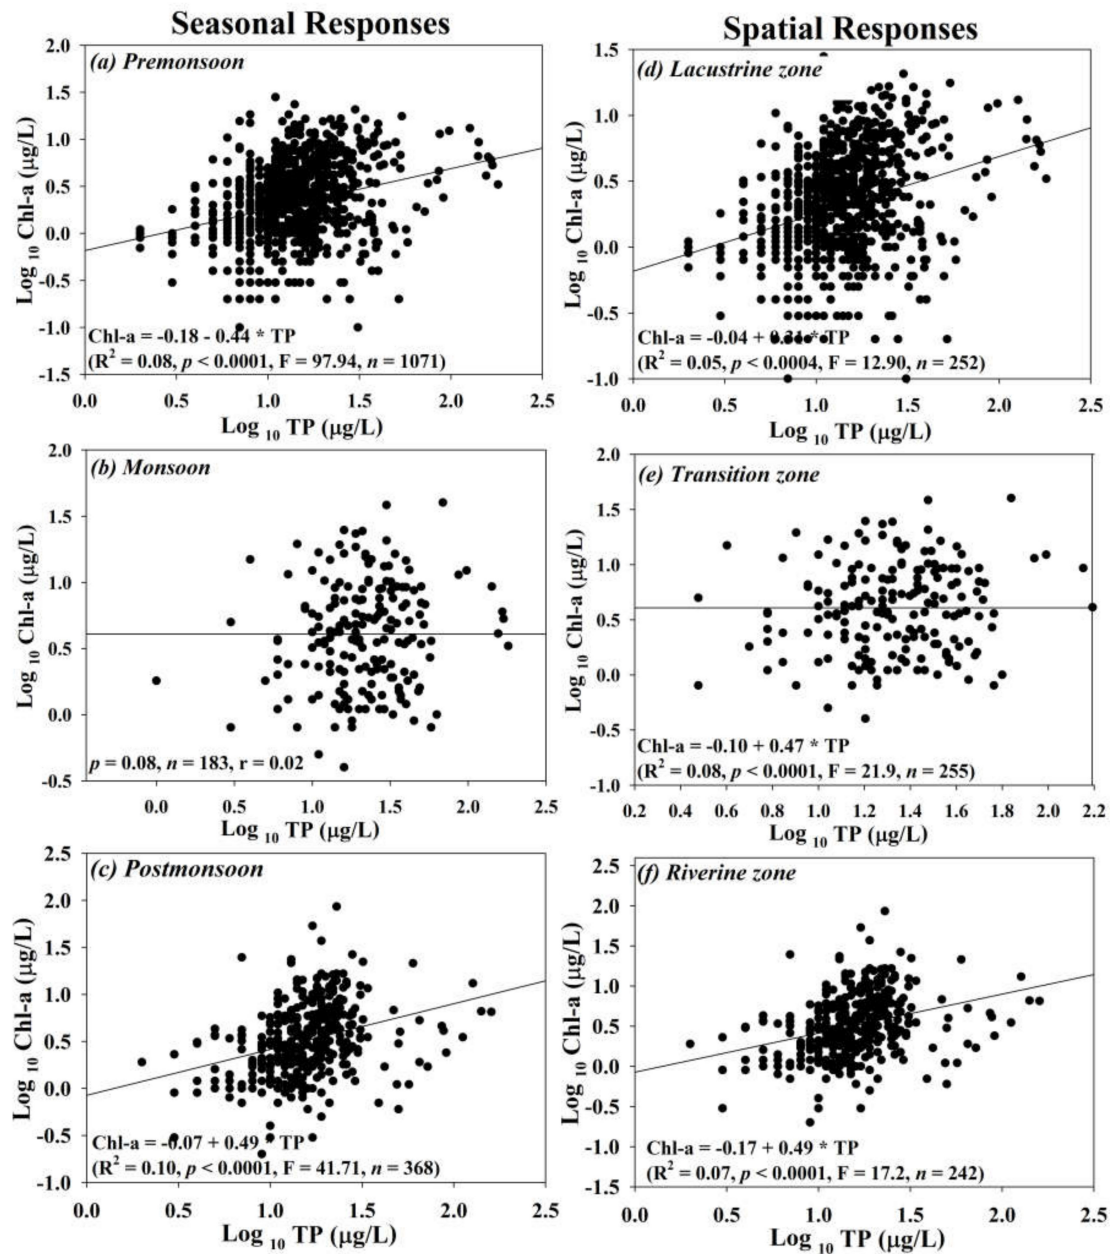 Seasonal Responses
(a) Premonsoon
Log 10 Chl-a (µg/L)
2.0
1.5
1.0
0.5
0.0
-0.5
-1.0
-1.5
Chl-a = -0.18 - 0.44 * TP
(R2 = 0.08, p < 0.0001, F = 97.94, n = 1071)
0.0 0.5 1.0 1.5 2.0 2.5
Log 10 TP (µg/L)
(b) Monsoon
Log 10 Chl-a (µg/L)
2.0
1.5
1.0
0.5
0.0
-0.5
p = 0.08, n = 183, r = 0.02
0.0 0.5 1.0 1.5 2.0 2.5
Log 10 TP (µg/L)
(c) Postmonsoon
Log 10 Chl-a (µg/L)
2.5
2.0
1.5
1.0
0.5
0.0
0.5
-1.0
Chl-a = -0.07 + 0.49 * TP
(R2 = 0.10, p < 0.0001, F = 41.71, n = 368)
0.0 0.5 1.0 1.5 2.0 2.5
Log 10 TP (µg/L)
Spatial Responses
(d) Lacustrine zone
Log 10 Chl-a (µg/L)
1.5
1.0
0.5
0.0
-0.5
-1.0
Chl-a = -0.04 + 0.31 * TP
(R2 = 0.05, p < 0.0004, F = 12.90, n = 252)
0.0 0.5 1.0 1.5 2.0 2.5
Log 10 TP (µg/L)
(e) Transition zone
Log 10 Chl-a (µg/L)
2.0
1.5
1.0
0.5
0.0
-0.5
-1.0
Chl-a = -0.10 + 0.47 * TP
(R2 = 0.08, p < 0.0001, F = 21.9, n = 255)
0.2 0.4 0.6 0.8 1.0 1.2 1.4 1.6 1.8 2.0 2.2
Log 10 TP (µg/L)
(f) Riverine zone
Log 10 Chl-a (µg/L)
2.5
2.0
1.5
1.0
0.5
0.0
-0.5
-1.0
-1.5
Chl-a = -0.17 + 0.49 * TP
(R2 = 0.07, p < 0.0001, F = 17.2, n = 242)
0.0 0.5 1.0 1.5 2.0 2.5
Log 10 TP (µg/L)